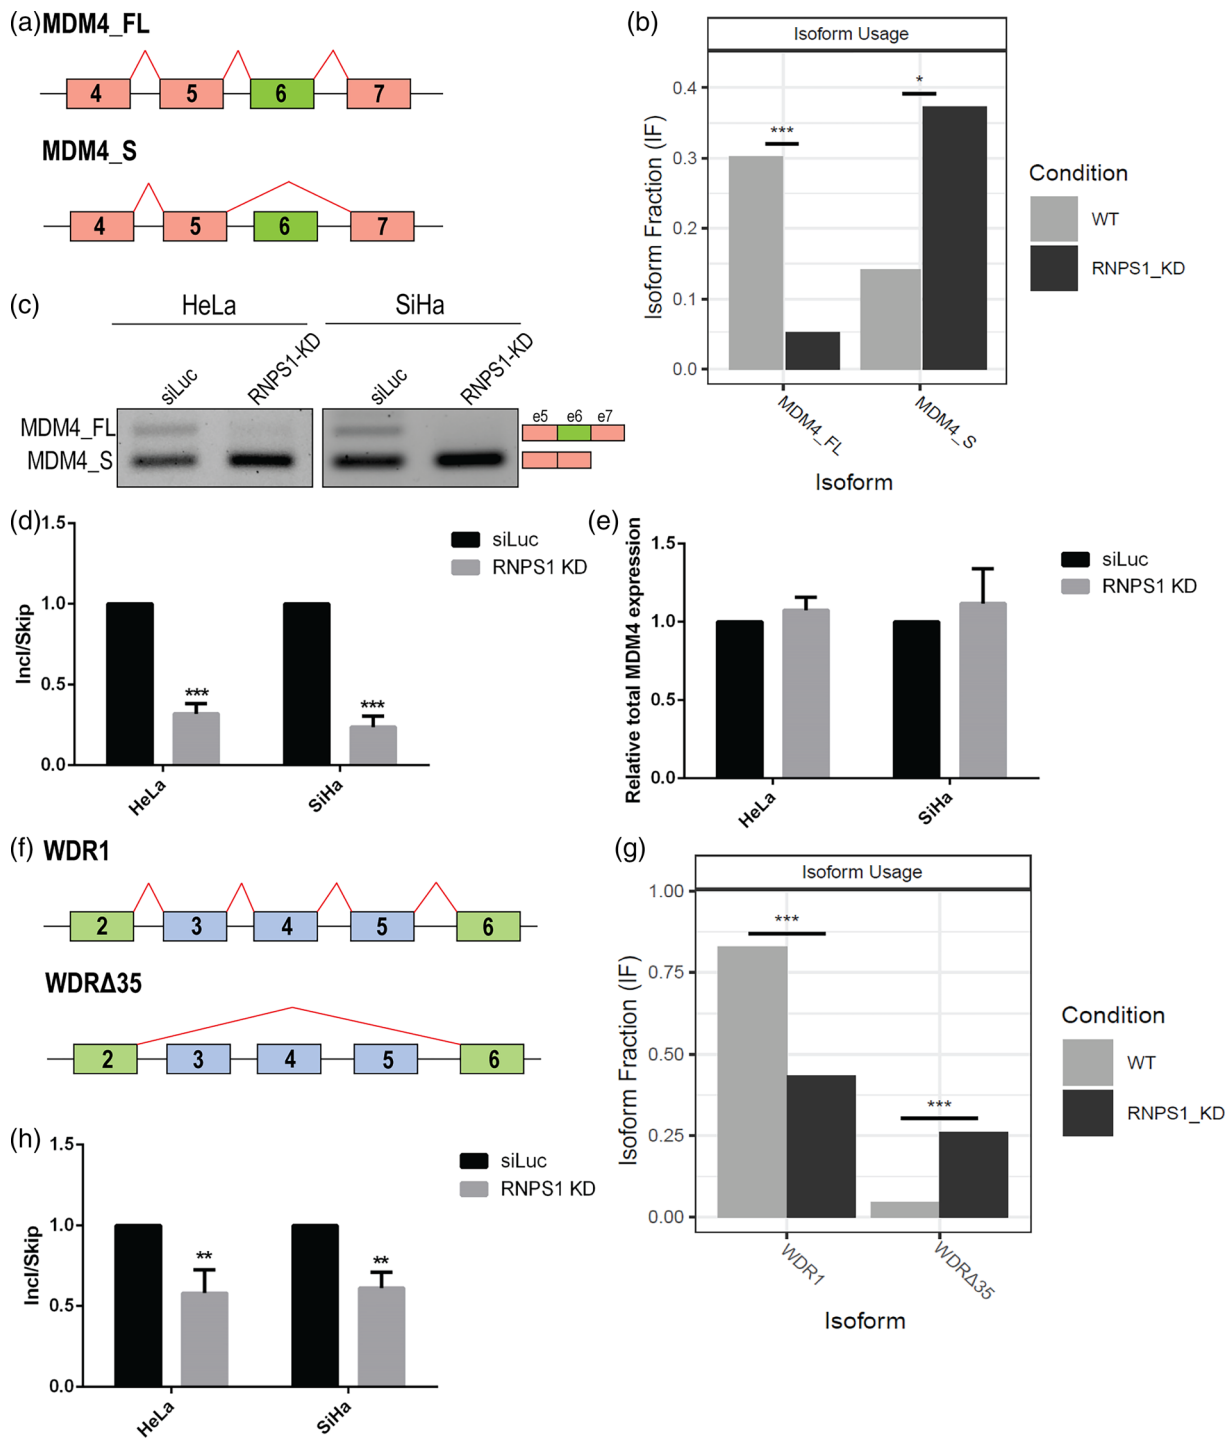 (a) MDM4_FL
4 5 6 7
MDM4_S
4 5 6 7
(b)
Isoform Usage
Isoform Fraction (IF)
0.4
0.3
0.2
0.1
0.0
***
*
MDM4_FL
MDM4_S
Isoform
Condition
WT
RNPS1_KD
(c)
HeLa SiHa
siLuc RNPS1-KD siLuc RNPS1-KD
MDM4_FL
MDM4_S
e5 e6 e7
(d)
Incl/Skip
1.5
1.0
0.5
0.0
*** ***
HeLa SiHa
siLuc
RNPS1 KD
(e)
Relative total MDM4 expression
1.5
1.0
0.5
0.0
HeLa SiHa
siLuc
RNPS1 KD
(f) WDR1
2 3 4 5 6
WDRΔ35
2 3 4 5 6
(g)
Isoform Usage
Isoform Fraction (IF)
1.00
0.75
0.50
0.25
0.00
***
***
WDR1
WDRΔ35
Isoform
Condition
WT
RNPS1_KD
(h)
Incl/Skip
1.5
1.0
0.5
0.0
** **
HeLa SiHa
siLuc
RNPS1 KD